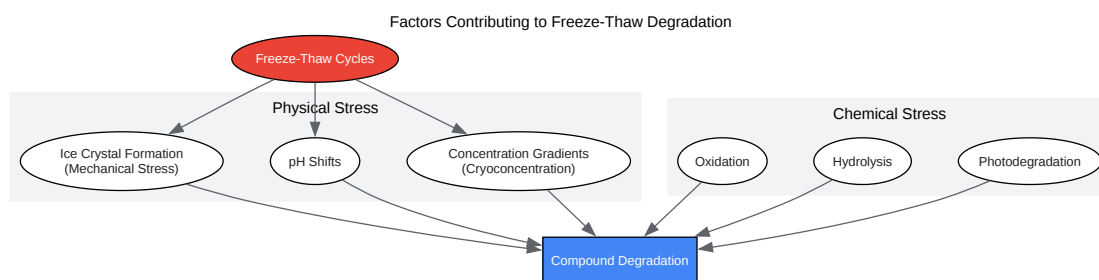 Factors Contributing to Freeze-Thaw Degradation
Freeze-Thaw Cycles
Physical Stress
Chemical Stress
Ice Crystal Formation
(Mechanical Stress)
pH Shifts
Concentration Gradients
(Cryoconcentration)
Oxidation
Hydrolysis
Photodegradation
Compound Degradation